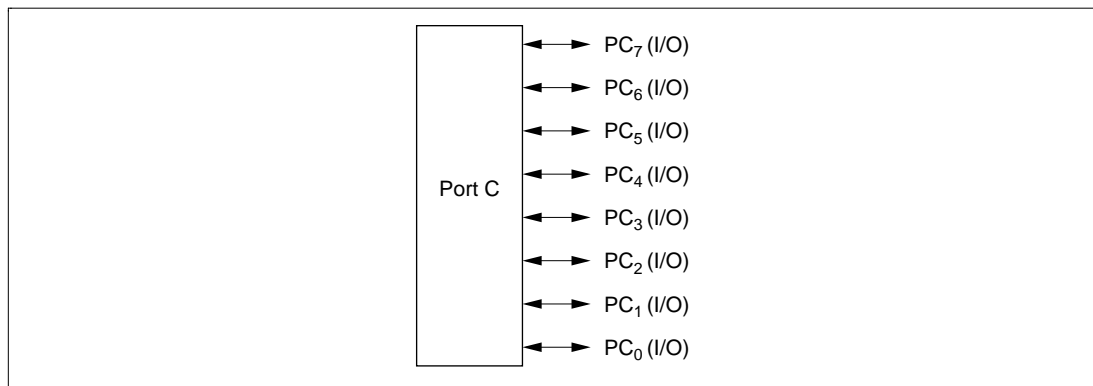 PC7 (I/O)
PC6 (I/O)
PC5 (I/O)
PC4 (I/O)
Port C
PC3 (I/O)
PC2 (I/O)
PC1 (I/O)
PC0 (I/O)